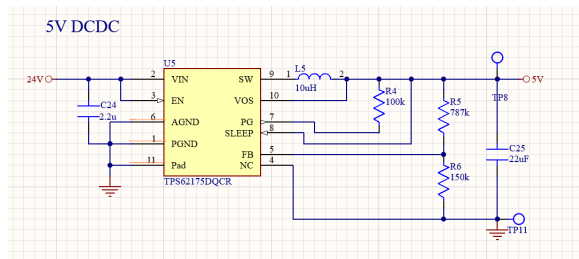 5V DCDC
U5
24V
2 VIN SW 9 1 L5 2 5V
10uH
3 EN VOS 10
C24
2.2u
R4
100k
TP8
R5
787k
6 AGND PG 7
SLEEP 8
1 PGND
FB 5
11 Pad NC 4
R6
150k
C25
22uF
TPS62175DQCR
TP11